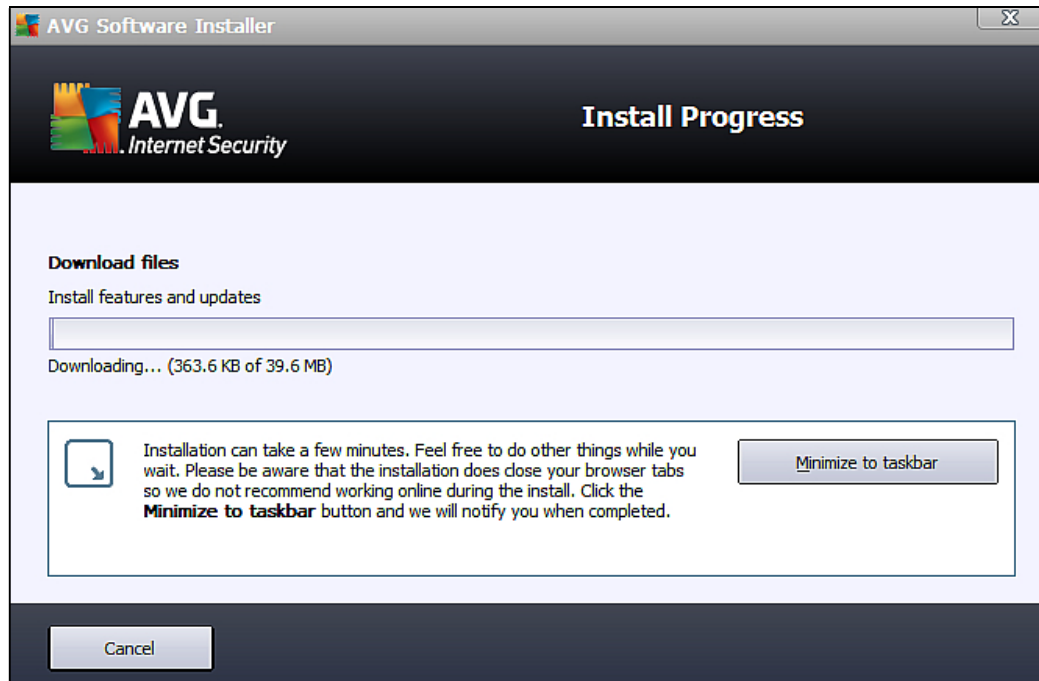 AVG Software Installer
AVG.
Internet Security
Install Progress
Download files
Install features and updates
Downloading... (363.6 KB of 39.6 MB)
Installation can take a few minutes. Feel free to do other things while you
wait. Please be aware that the installation does close your browser tabs
so we do not recommend working online during the install. Click the
Minimize to taskbar button and we will notify you when completed.
Minimize to taskbar
Cancel